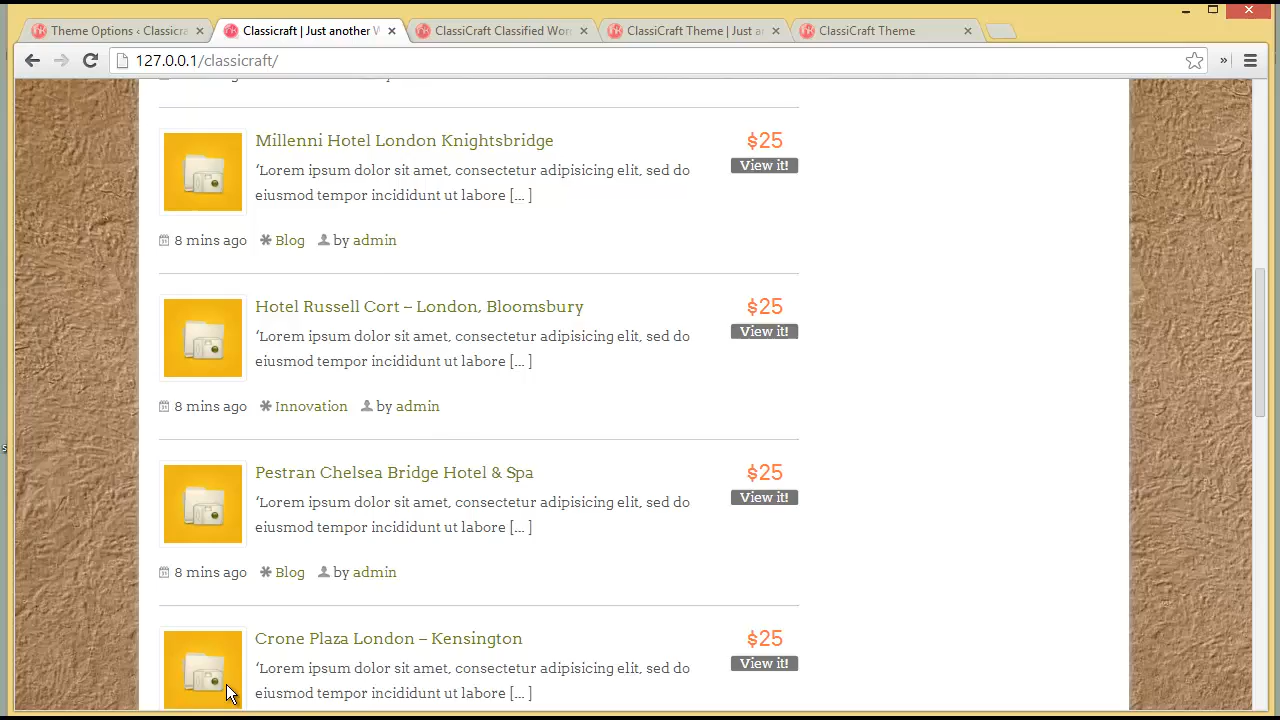 Theme Options ‹ Classicra
Classicraft | Just another W
ClassiCraft Classified Wor
ClassiCraft Theme | Just an
ClassiCraft Theme
127.0.0.1/classicraft/
Millenni Hotel London Knightsbridge
$25
‘Lorem ipsum dolor sit amet, consectetur adipisicing elit, sed do
View it!
eiusmod tempor incididunt ut labore [... ]
8 mins ago Blog by admin
Hotel Russell Cort – London, Bloomsbury
$25
‘Lorem ipsum dolor sit amet, consectetur adipisicing elit, sed do
View it!
eiusmod tempor incididunt ut labore [... ]
8 mins ago Innovation by admin
Pestran Chelsea Bridge Hotel & Spa
$25
‘Lorem ipsum dolor sit amet, consectetur adipisicing elit, sed do
View it!
eiusmod tempor incididunt ut labore [... ]
8 mins ago Blog by admin
Crone Plaza London – Kensington
$25
‘Lorem ipsum dolor sit amet, consectetur adipisicing elit, sed do
View it!
eiusmod tempor incididunt ut labore [... ]